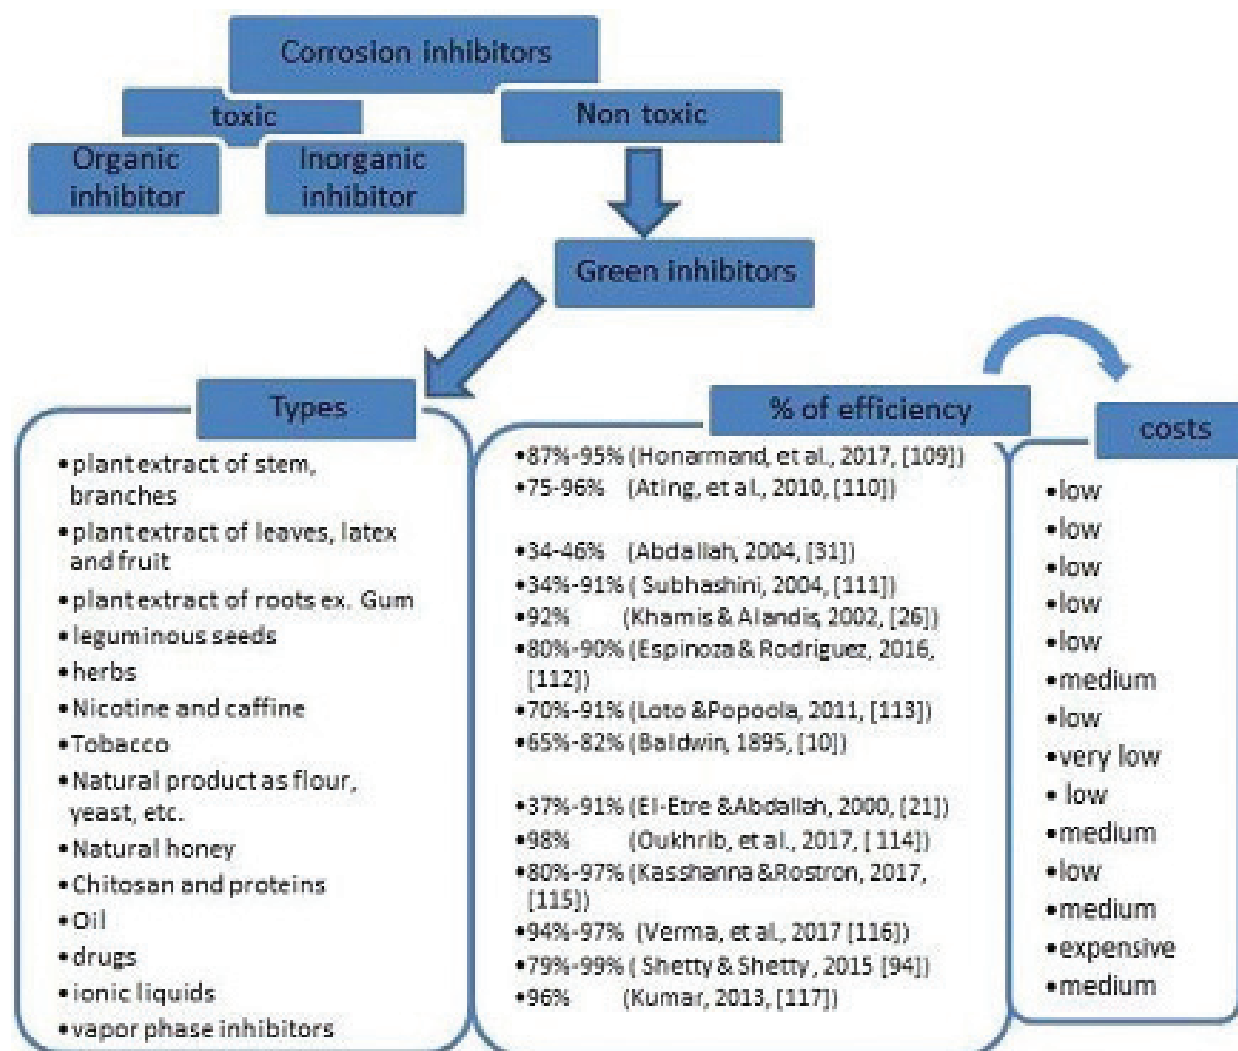 Corrosion inhibitors
toxic
Non toxic
Organic
inhibitor
Inorganic
inhibitor
Green inhibitors
Types
•plant extract of stem,
branches
•plant extract of leaves, latex
and fruit
•plant extract of roots ex. Gum
•leguminous seeds
•herbs
•Nicotine and caffine
•Tobacco
•Natural product as flour,
yeast, etc.
•Natural honey
•Chitosan and proteins
•Oil
•drugs
•ionic liquids
•vapor phase inhibitors
% of efficiency
•87%-95% (Honarmand, et al., 2017, [109])
•75-96% (Ating, et al., 2010, [110])
•34-46% (Abdallah, 2004, [31])
•34%-91% ( Subhashini, 2004, [111])
•92% (Khamis & Alandis, 2002, [26])
•80%-90% (Espinoza & Rodriguez, 2016,
[112])
•70%-91% (Loto &Popoola, 2011, [113])
•65%-82% (Baldwin, 1895, [10])
•37%-91% (El-Etre &Abdallah, 2000, [21])
•98% (Oukhrib, et al., 2017, [ 114])
•80%-97% (Kasshanna &Rostron, 2017,
[115])
•94%-97% (Verma, et al., 2017 [116])
•79%-99% ( Shetty & Shetty, 2015 [94])
•96% (Kumar, 2013, [117])
costs
•low
•low
•low
•low
•low
•medium
•low
•very low
• low
•medium
•low
•medium
•expensive
•medium